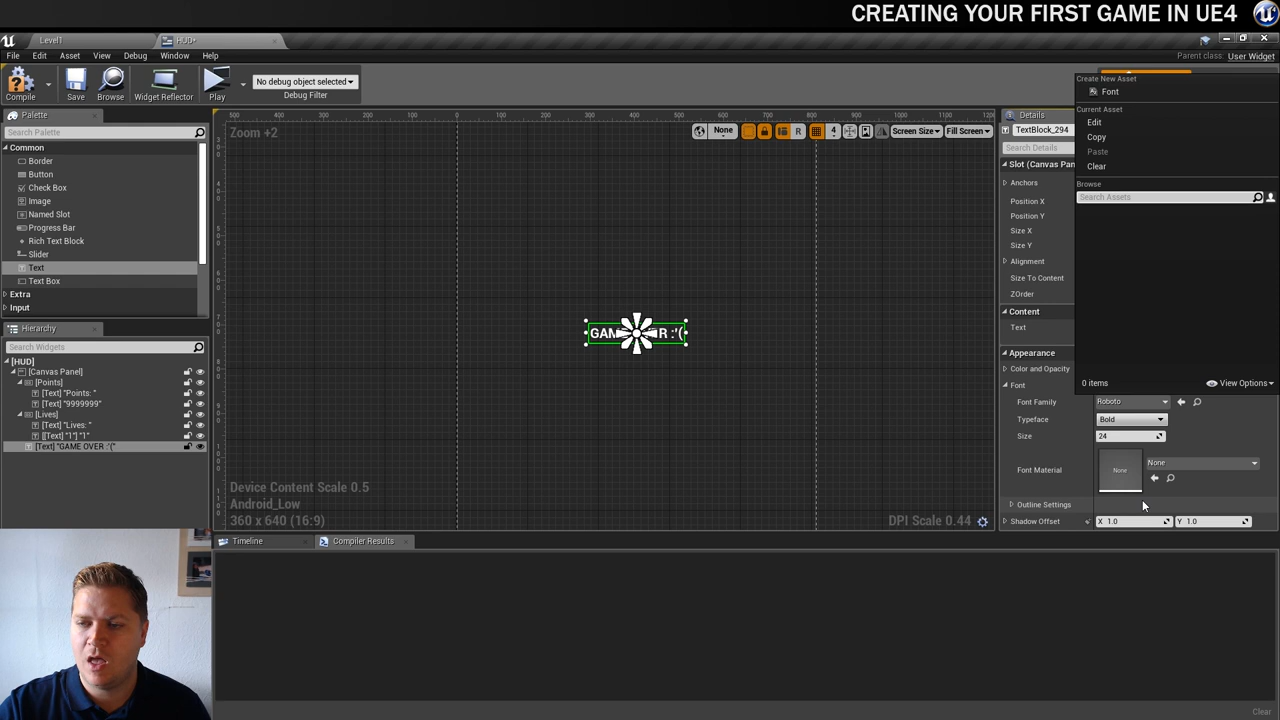 CREATING YOUR FIRST GAME IN UE4
Level1
HUD*
File Edit Asset View Debug Window Help
Parent class: User Widget
Compile
Save
Browse
Widget Reflector
Play
No debug object selected
Debug Filter
Palette
Search Palette
Common
Border
Button
Check Box
Image
Named Slot
Progress Bar
Rich Text Block
Slider
Text
Text Box
Extra
Input
Hierarchy
Search Widgets
[HUD]
[Canvas Panel]
[Points]
[Text] "Points: "
[Text] "9999999"
[Lives]
[Text] "Lives: "
[[Text] "1"] "1"
[Text] "GAME OVER :'("
Zoom +2
None
R
4
Screen Size
Fill Screen
Device Content Scale 0.5
Android_Low
360 x 640 (16:9)
DPI Scale 0.44
Details
TextBlock_294
Search Details
Slot (Canvas Pan
Anchors
Position X
Position Y
Size X
Size Y
Alignment
Size To Content
ZOrder
Content
Text
Appearance
Color and Opacity
Font
Font Family Roboto
Typeface Bold
Size 24
Font Material None None
Outline Settings
Shadow Offset X 1.0 Y 1.0
Create New Asset
Font
Current Asset
Edit
Copy
Paste
Clear
Browse
Search Assets
0 items
View Options
Timeline
Compiler Results
Clear